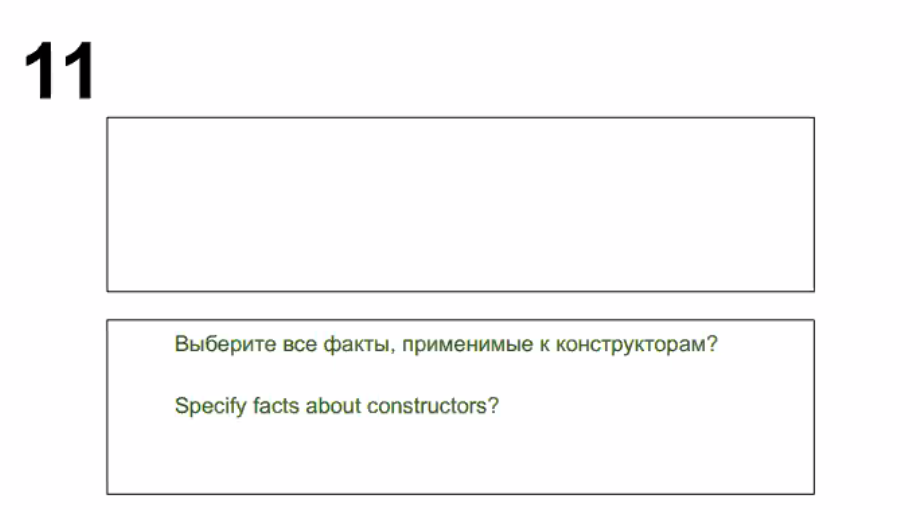 11
Выберите все факты, применимые к конструкторам?
Specify facts about constructors?